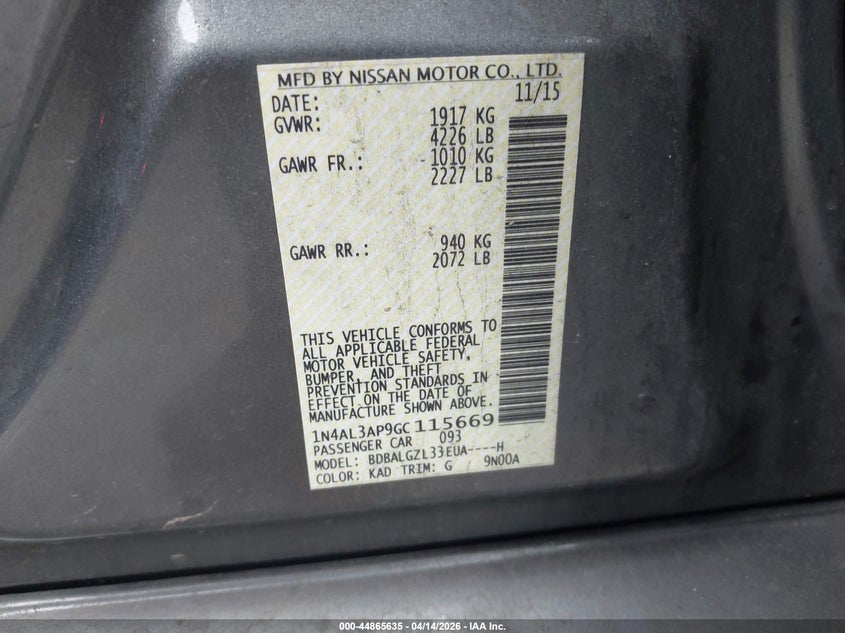 MFD BY NISSAN MOTOR CO., LTD.
DATE: 11/15
GVWR: 1917 KG
4226 LB
GAWR FR.: 1010 KG
2227 LB
GAWR RR.: 940 KG
2072 LB
THIS VEHICLE CONFORMS TO
ALL APPLICABLE FEDERAL
MOTOR VEHICLE SAFETY,
BUMPER, AND THEFT
PREVENTION STANDARDS IN
EFFECT ON THE DATE OF
MANUFACTURE SHOWN ABOVE.
1N4AL3AP9GC115669
PASSENGER CAR 093
MODEL: BDBALGZL33EUA----H
COLOR: KAD TRIM: G 9N00A
000-44865635 - 04/14/2026 - IAA Inc.